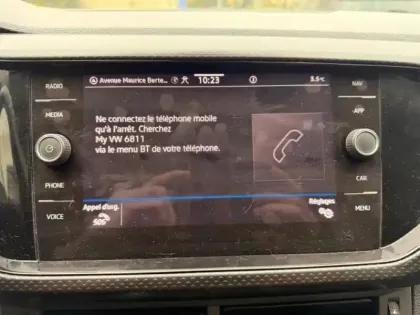 RADIO
MEDIA
PHONE
VOICE
Avenue Maurice Berte... 10:23 3.5°C
Ne connectez le téléphone mobile
qu'à l'arrêt. Cherchez
My VW 6811
via le menu BT de votre téléphone.
Appel d'urg. Réglages
SOS
NAV
APP
CAR
MENU